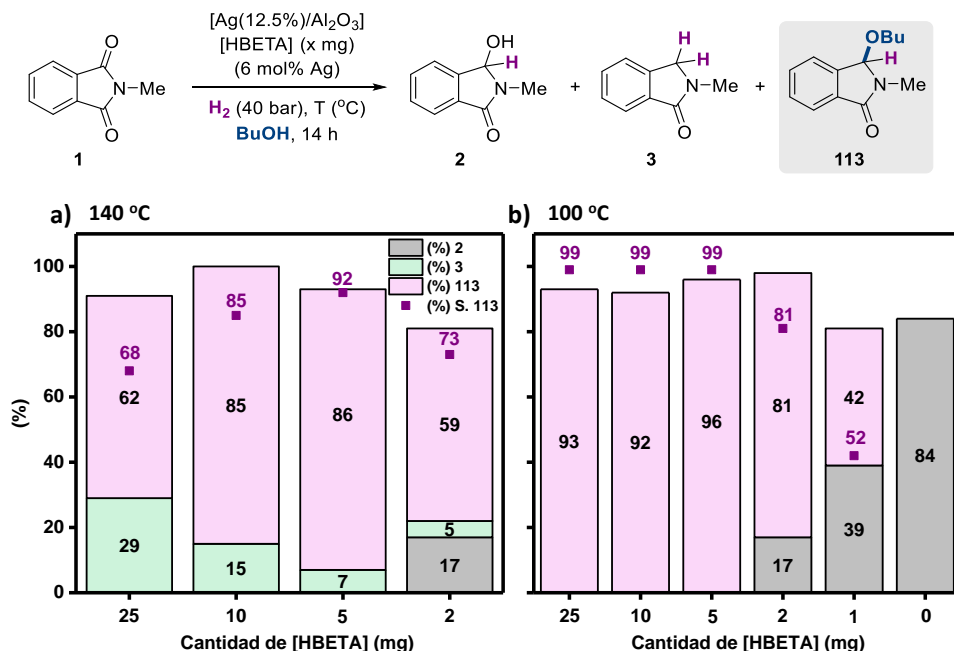 [Ag(12.5%)/Al₂O₃]
[HBETA] (x mg)
(6 mol% Ag)
H₂ (40 bar), T (ºC)
BuOH, 14 h
O
N Me
O
1
OH
H
N Me
O
2
+
H
H
N Me
O
3
+
OBu
H
N Me
O
113
a) 140 ºC
(%) 2
(%) 3
(%) 113
(%) S. 113
(%)
100
80
60
40
20
0
68
62
29
85
85
15
92
86
7
73
59
5
17
25 10 5 2
Cantidad de [HBETA] (mg)
b) 100 ºC
99
93
99
92
99
96
81
81
17
42
52
39
84
25 10 5 2 1 0
Cantidad de [HBETA] (mg)